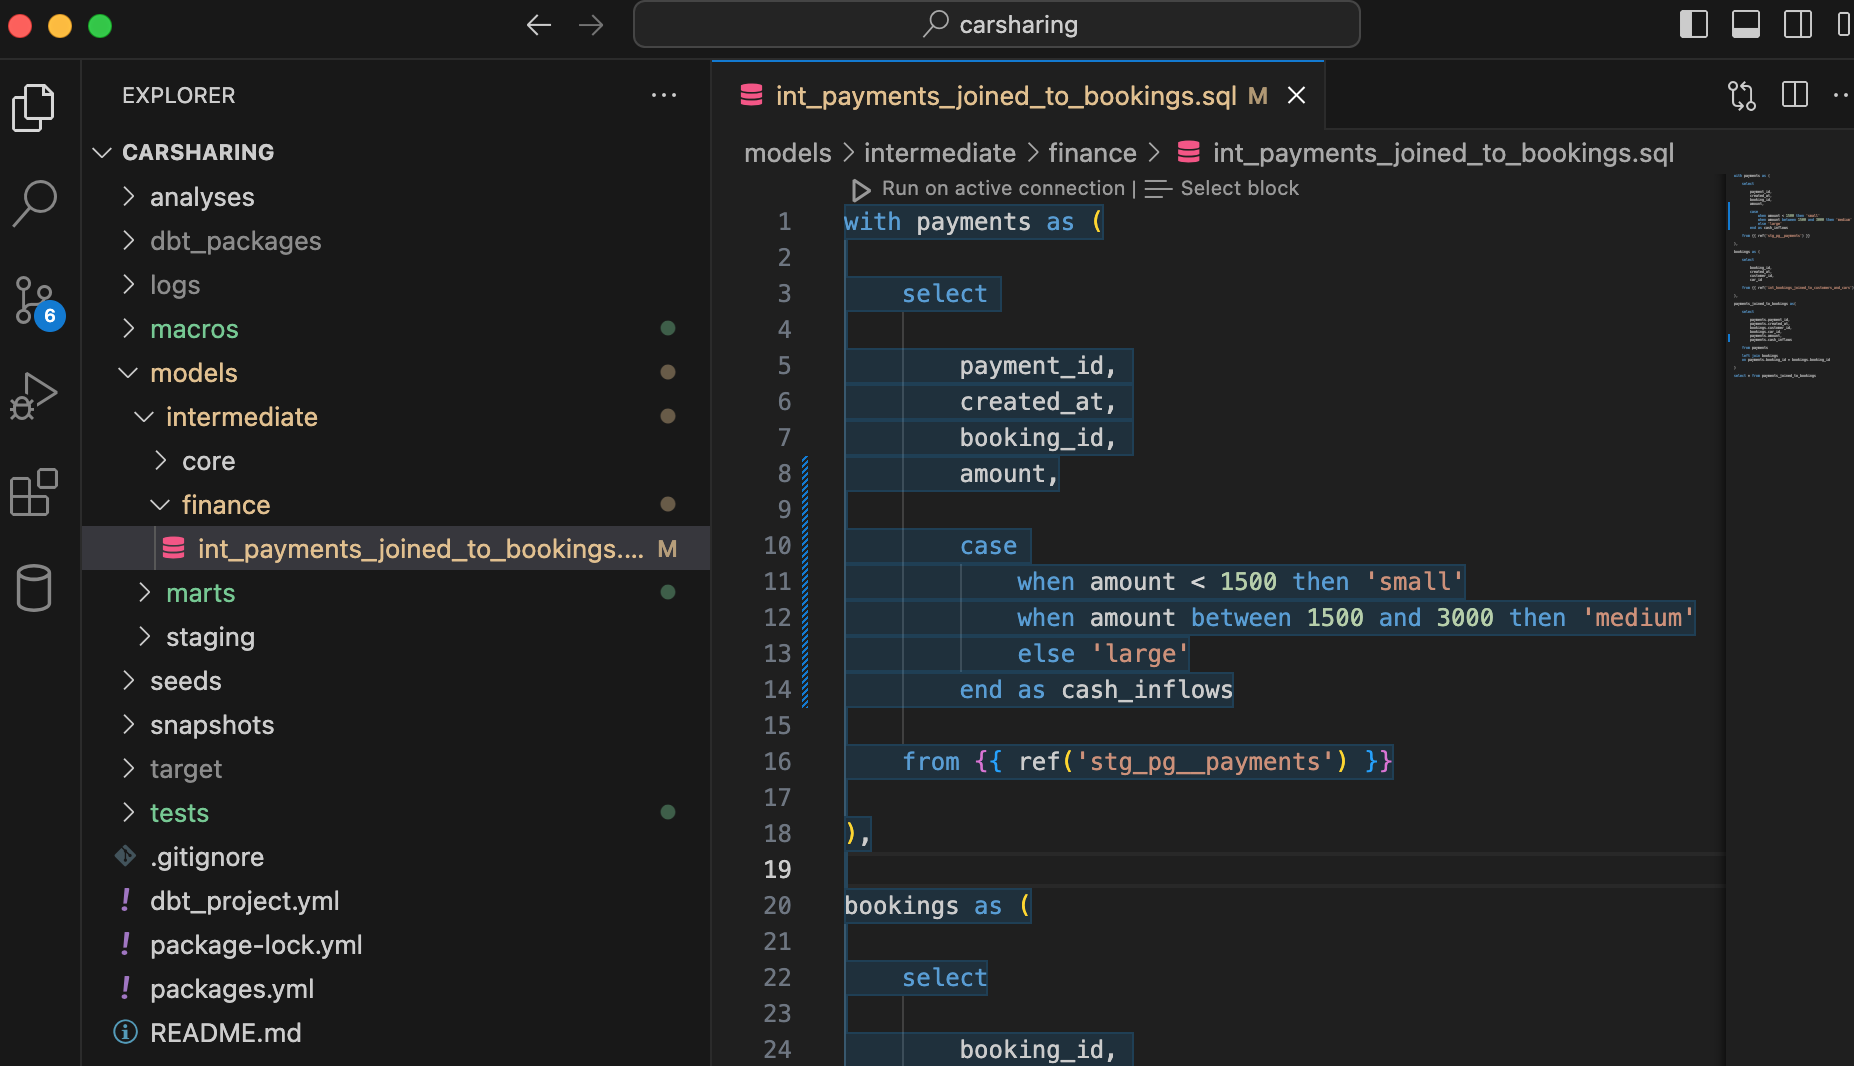 carsharing
EXPLORER
CARSHARING
analyses
dbt_packages
logs
macros
models
intermediate
core
finance
int_payments_joined_to_bookings.... M
marts
staging
seeds
snapshots
target
tests
.gitignore
dbt_project.yml
package-lock.yml
packages.yml
README.md
6
int_payments_joined_to_bookings.sql M
models > intermediate > finance > int_payments_joined_to_bookings.sql
Run on active connection | Select block
1 with payments as (
2
3 select
4
5 payment_id,
6 created_at,
7 booking_id,
8 amount,
9
10 case
11 when amount < 1500 then 'small'
12 when amount between 1500 and 3000 then 'medium'
13 else 'large'
14 end as cash_inflows
15
16 from {{ ref('stg_pg__payments') }}
17
18 ),
19
20 bookings as (
21
22 select
23
24 booking_id,